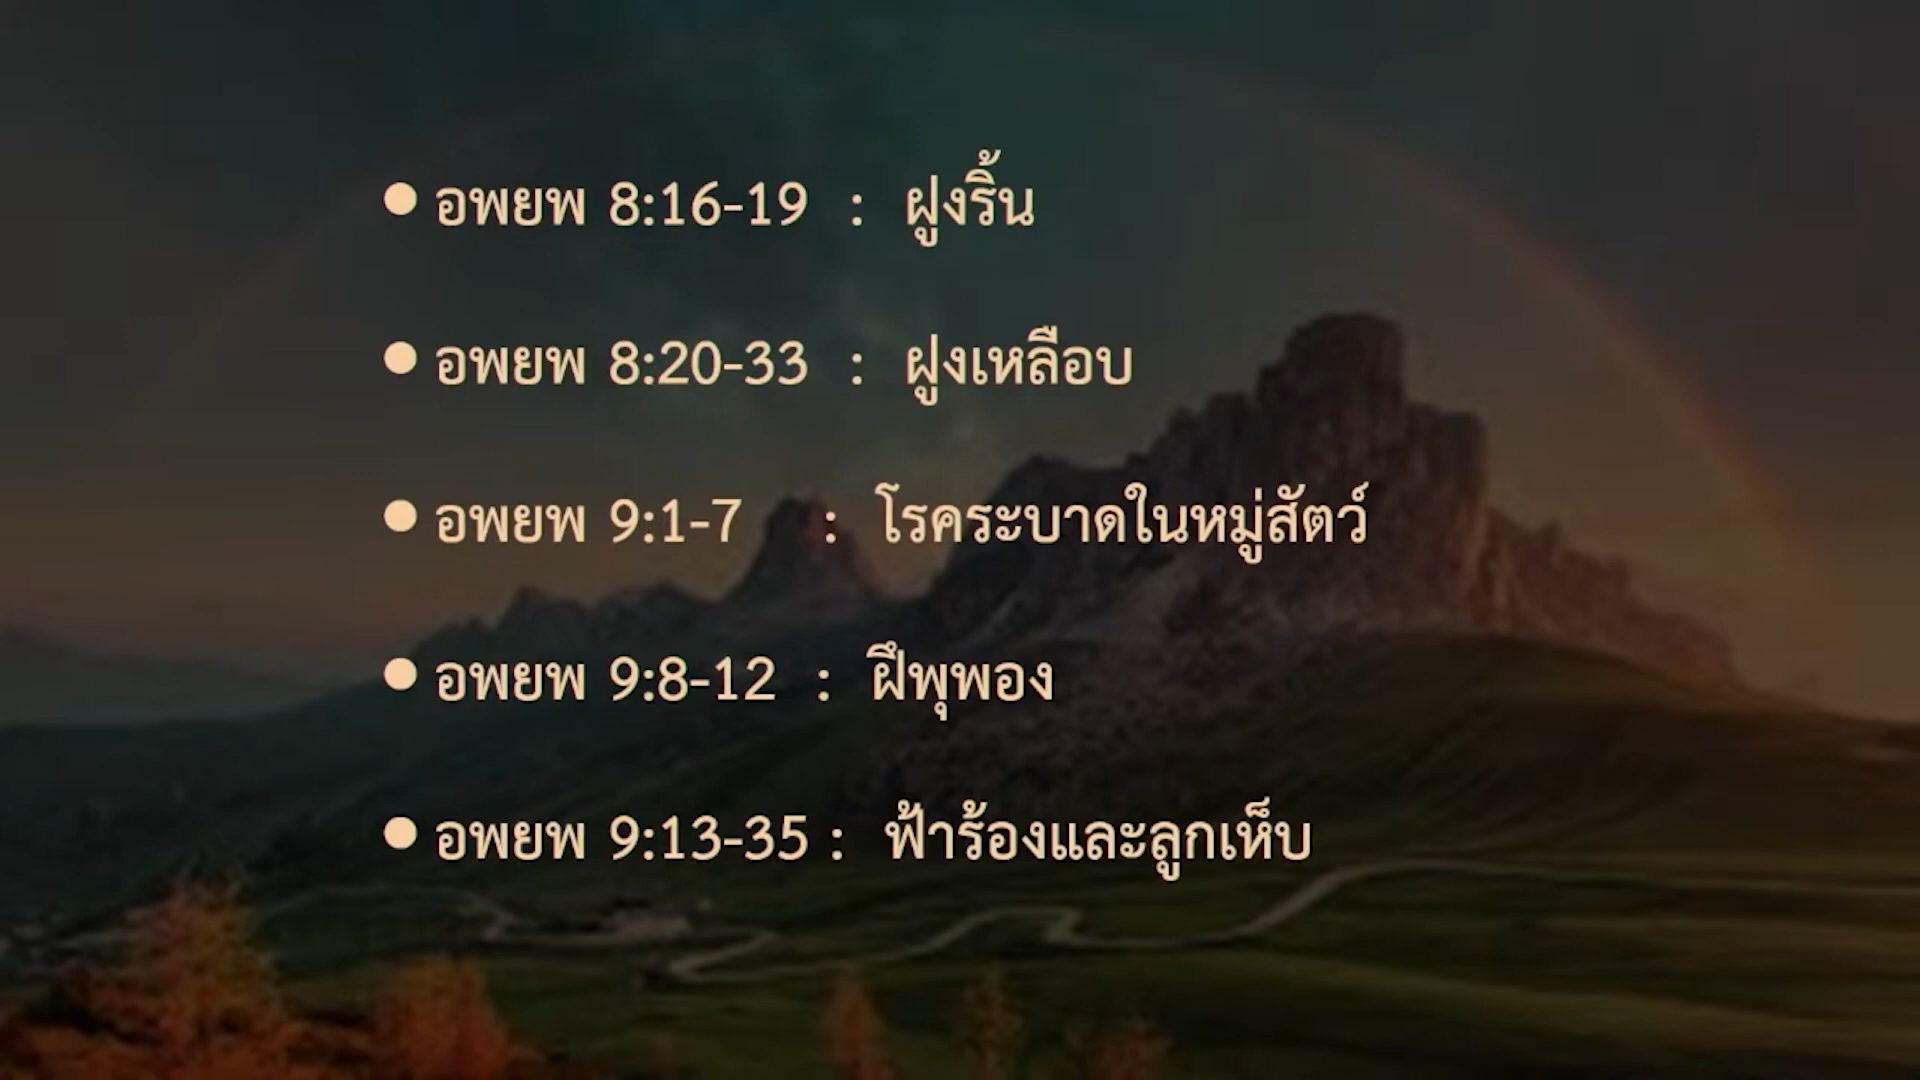 ● อพยพ 8:16-19 : ฝูงริ้น
● อพยพ 8:20-33 : ฝูงเหลือบ
● อพยพ 9:1-7 : โรคระบาดในหมู่สัตว์
● อพยพ 9:8-12 : ฝีพุพอง
● อพยพ 9:13-35 : ฟ้าร้องและลูกเห็บ